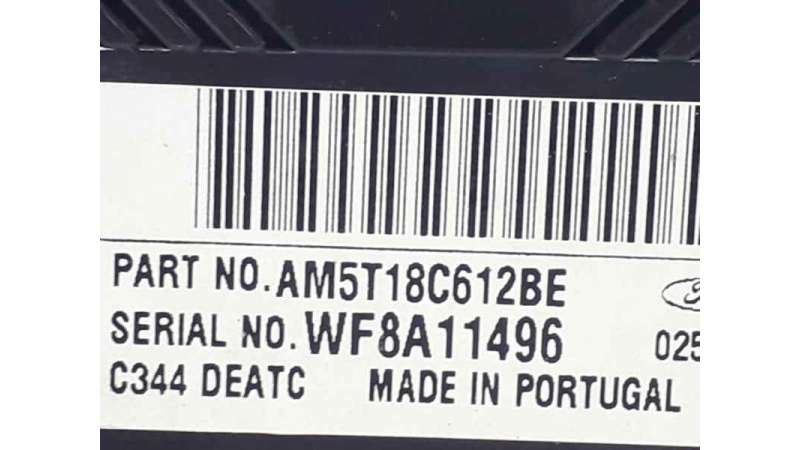 PART NO. AM5T18C612BE
SERIAL NO. WF8A11496 025
C344 DEATC MADE IN PORTUGAL